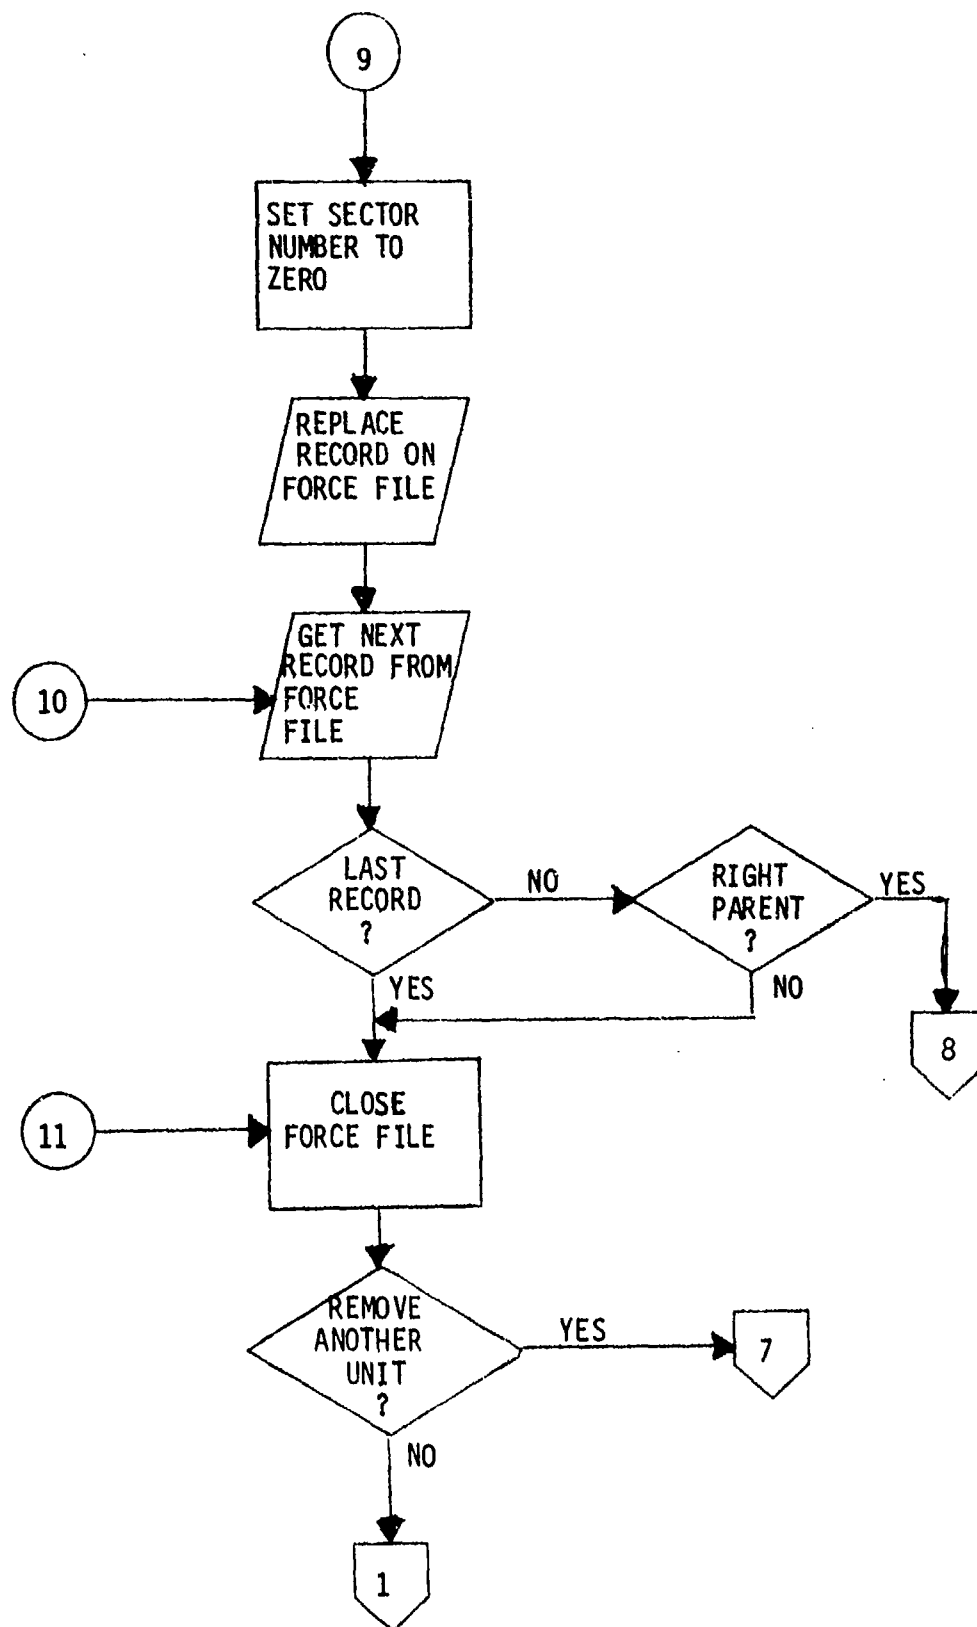 9
SET SECTOR
NUMBER TO
ZERO
REPLACE
RECORD ON
FORCE FILE
GET NEXT
RECORD FROM
FORCE
FILE
10
LAST
RECORD
?
NO
RIGHT
PARENT
?
YES
YES
NO
8
CLOSE
FORCE FILE
11
REMOVE
ANOTHER
UNIT
?
YES
7
NO
1